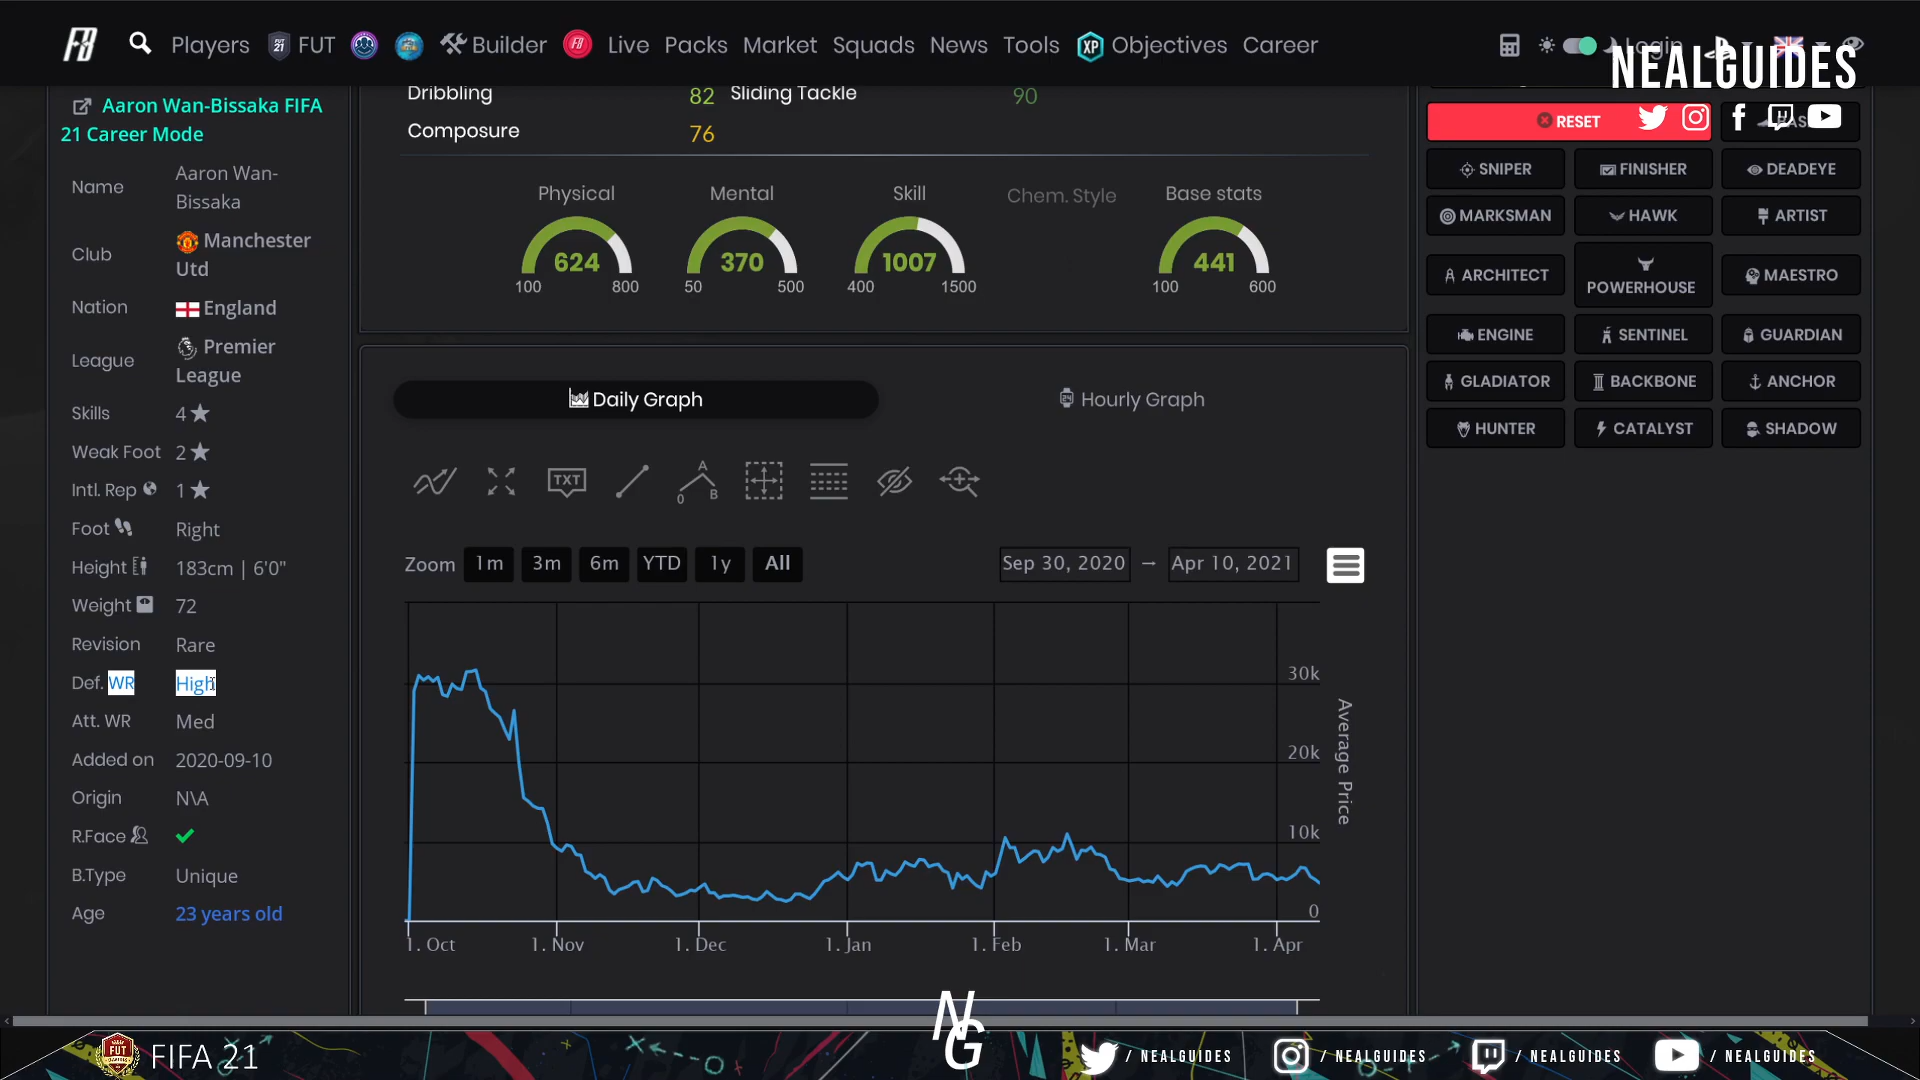 Players FUT Builder Live Packs Market Squads News Tools Objectives Career Login
NEALGUIDES
Aaron Wan-Bissaka FIFA
21 Career Mode
Name Aaron Wan-
Bissaka
Club Manchester
Utd
Nation England
League Premier
League
Skills 4
Weak Foot 2
Intl. Rep 1
Foot Right
Height 183cm | 6'0"
Weight 72
Revision Rare
Def. WR High
Att. WR Med
Added on 2020-09-10
Origin N\A
R.Face
B.Type Unique
Age 23 years old
Dribbling 82 Sliding Tackle 90
Composure 76
Physical Mental Skill Chem. Style Base stats
624 370 1007 441
100 800 50 500 400 1500 100 600
Daily Graph Hourly Graph
TXT A 0 B
Zoom 1m 3m 6m YTD 1y All Sep 30, 2020 → Apr 10, 2021
30k
20k
10k
0
Average Price
1. Oct 1. Nov 1. Dec 1. Jan 1. Feb 1. Mar 1. Apr
RESET
SNIPER FINISHER DEADEYE
MARKSMAN HAWK ARTIST
ARCHITECT POWERHOUSE MAESTRO
ENGINE SENTINEL GUARDIAN
GLADIATOR BACKBONE ANCHOR
HUNTER CATALYST SHADOW
NG
FIFA 21 / NEALGUIDES / NEALGUIDES / NEALGUIDES / NEALGUIDES